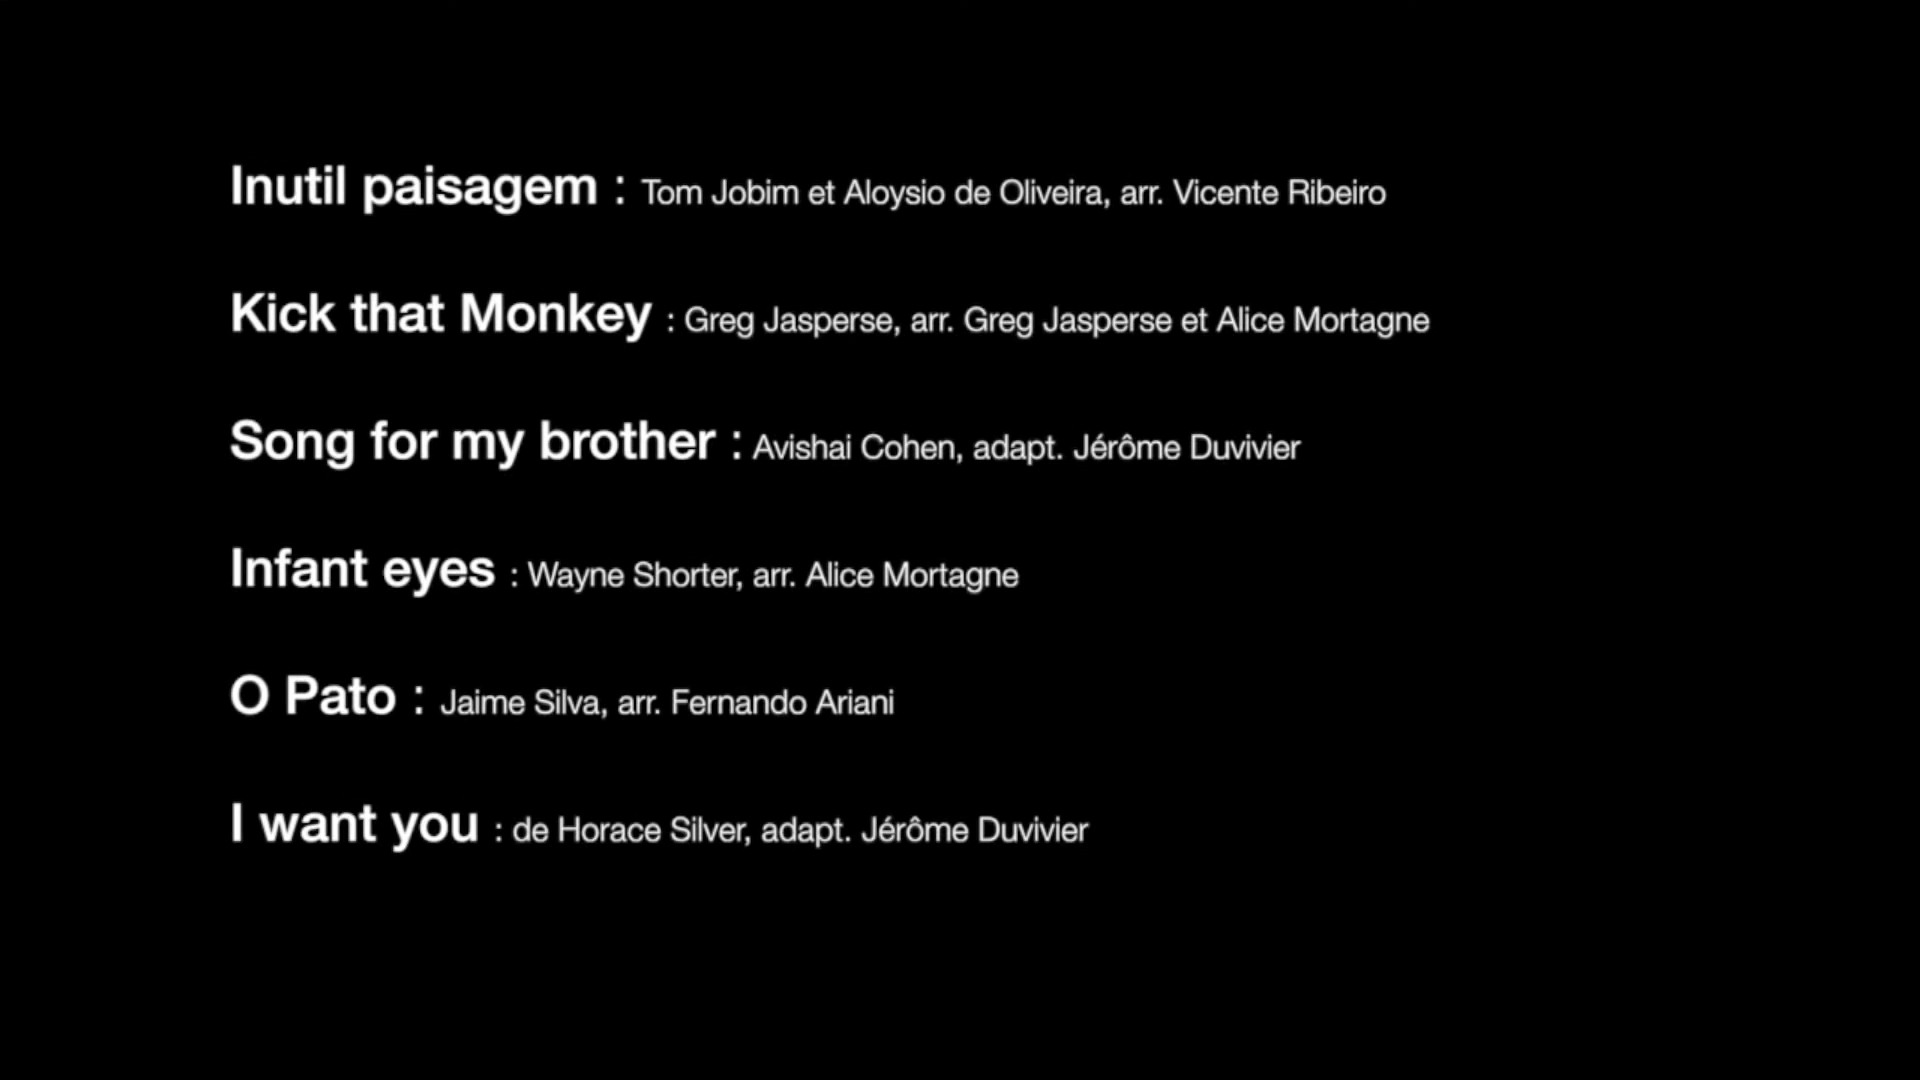 Inutil paisagem : Tom Jobim et Aloysio de Oliveira, arr. Vicente Ribeiro
Kick that Monkey : Greg Jasperse, arr. Greg Jasperse et Alice Mortagne
Song for my brother : Avishai Cohen, adapt. Jérôme Duvivier
Infant eyes : Wayne Shorter, arr. Alice Mortagne
O Pato : Jaime Silva, arr. Fernando Ariani
I want you : de Horace Silver, adapt. Jérôme Duvivier